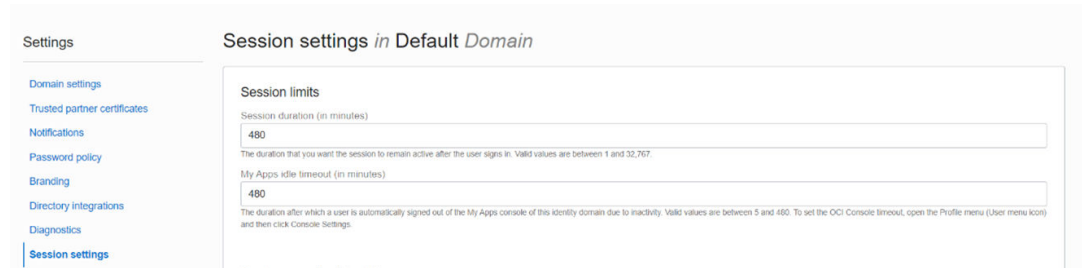 Settings
Session settings in Default Domain
Domain settings
Trusted partner certificates
Notifications
Password policy
Branding
Directory integrations
Diagnostics
Session settings
Session limits
Session duration (in minutes)
480
The duration that you want the session to remain active after the user signs in. Valid values are between 1 and 32,767.
My Apps idle timeout (in minutes)
480
The duration after which a user is automatically signed out of the My Apps console of this identity domain due to inactivity. Valid values are between 5 and 480. To set the OCI Console timeout, open the Profile menu (User menu icon)
and then click Console Settings.